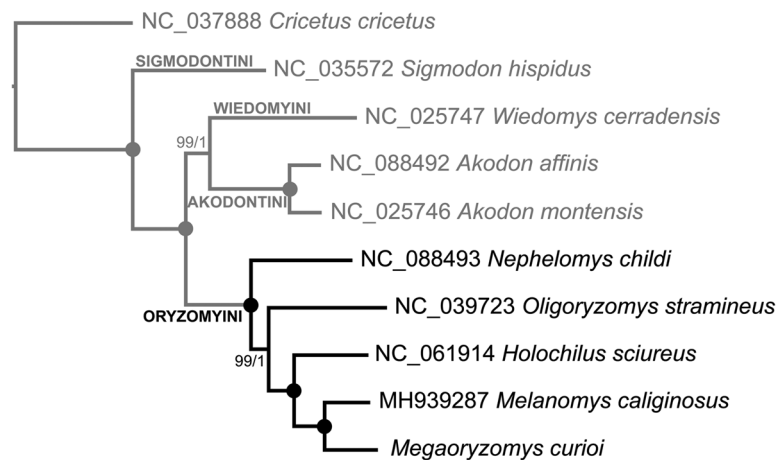 NC_037888 Cricetus cricetus
SIGMODONTINI
NC_035572 Sigmodon hispidus
WIEDOMYINI
NC_025747 Wiedomys cerradensis
99/1
NC_088492 Akodon affinis
AKODONTINI
NC_025746 Akodon montensis
NC_088493 Nephelomys childi
ORYZOMYINI
NC_039723 Oligoryzomys stramineus
99/1
NC_061914 Holochilus sciureus
MH939287 Melanomys caliginosus
Megaoryzomys curioi